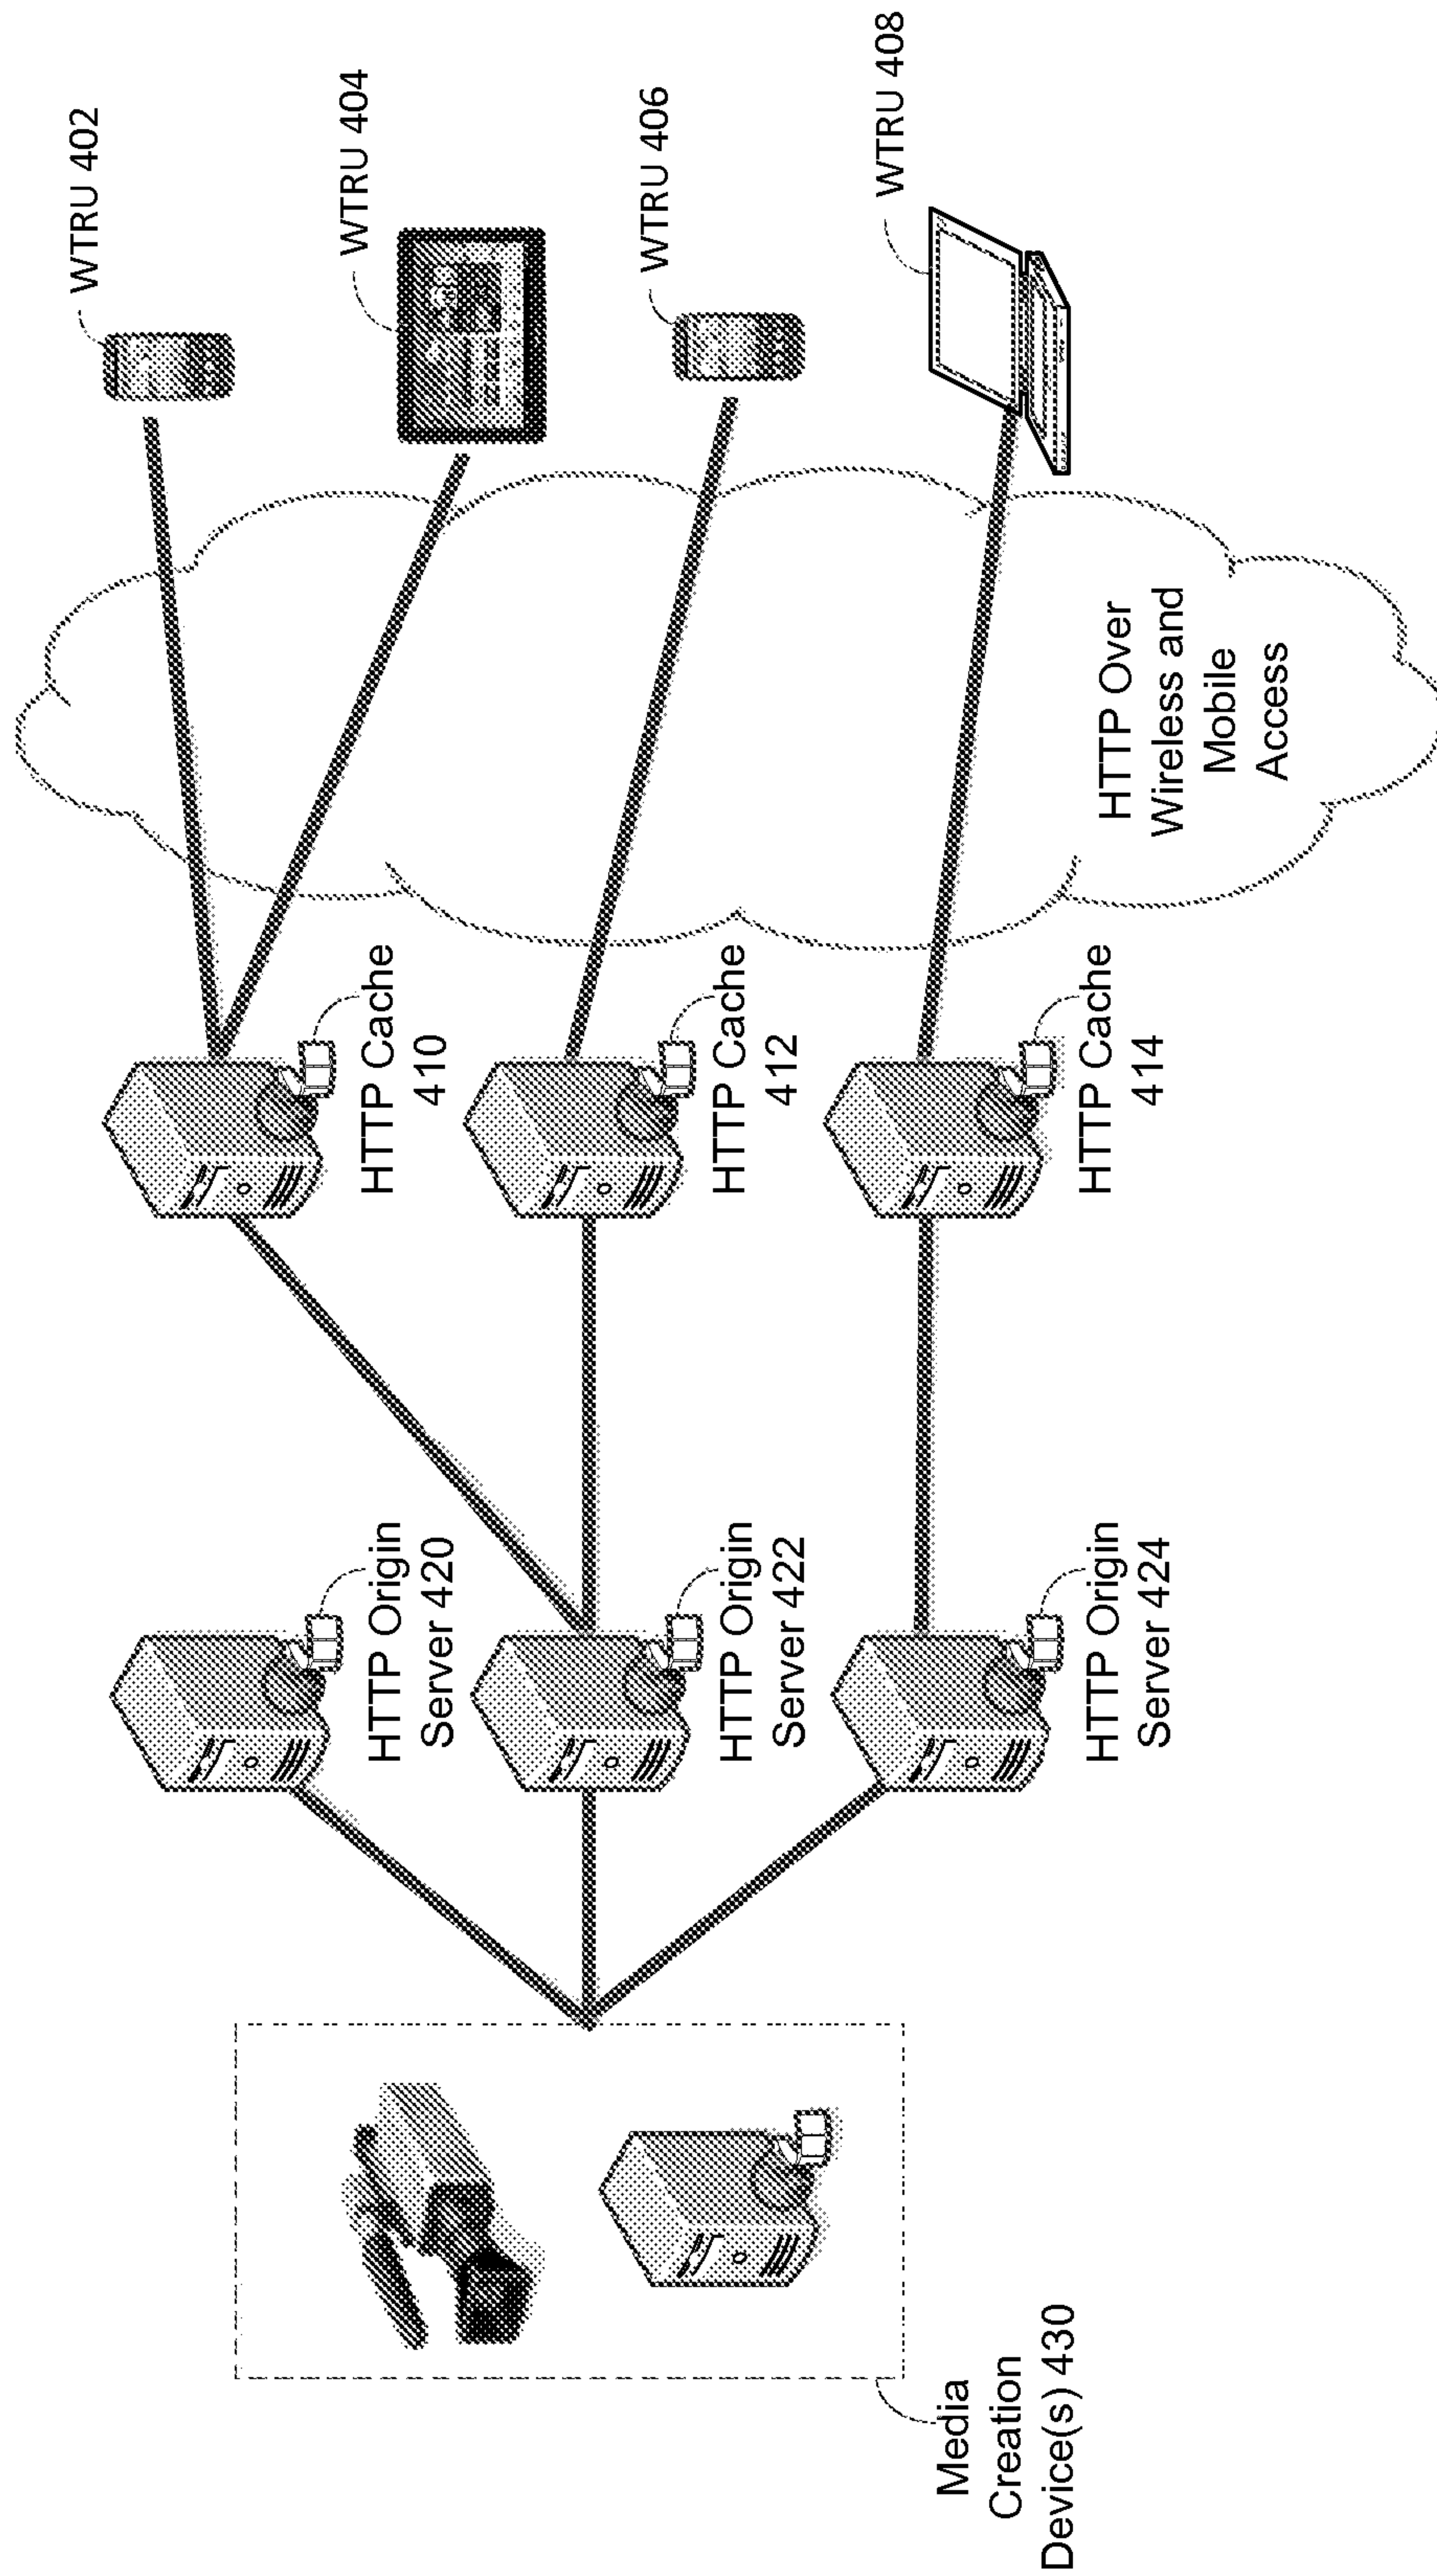 WTRU 402
WTRU 404
WTRU 406
WTRU 408
HTTP Over
Wireless and
Mobile
Access
HTTP Cache
410
HTTP Cache
412
HTTP Cache
414
HTTP Origin
Server 420
HTTP Origin
Server 422
HTTP Origin
Server 424
Media
Creation
Device(s) 430